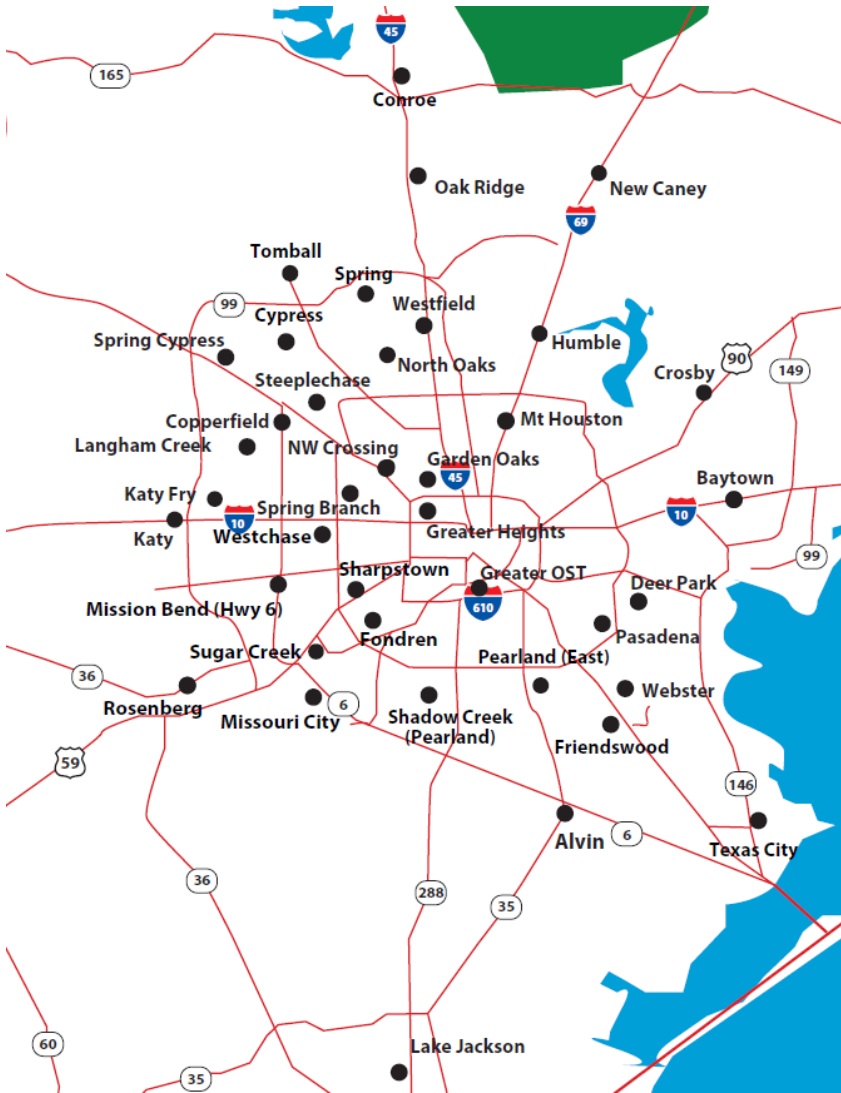 45
165
Conroe
Oak Ridge
New Caney
69
Tomball
Spring
99
Westfield
Cypress
Spring Cypress
Humble
North Oaks
90
Crosby
149
Steeplechase
Copperfield
Mt Houston
Langham Creek
NW Crossing
Garden Oaks
45
Baytown
Katy Fry
Spring Branch
10
10
Katy
Westchase
Greater Heights
99
Sharpstown
Greater OST
Deer Park
Mission Bend (Hwy 6)
610
Fondren
Pasadena
Sugar Creek
Pearland (East)
36
Webster
Rosenberg
Missouri City
6
Shadow Creek
(Pearland)
Friendswood
59
146
6
Alvin
Texas City
36
288
35
60
Lake Jackson
35